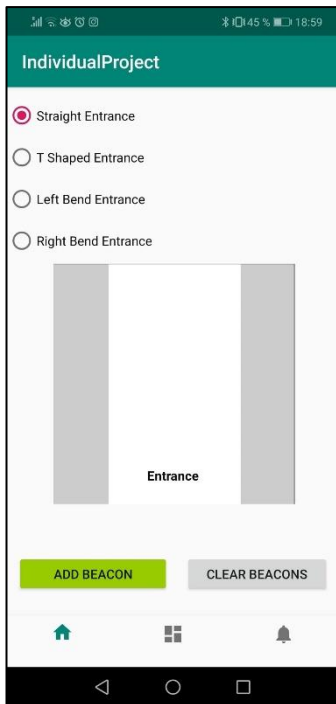 45 % 18:59
IndividualProject
Straight Entrance
T Shaped Entrance
Left Bend Entrance
Right Bend Entrance
Entrance
ADD BEACON CLEAR BEACONS